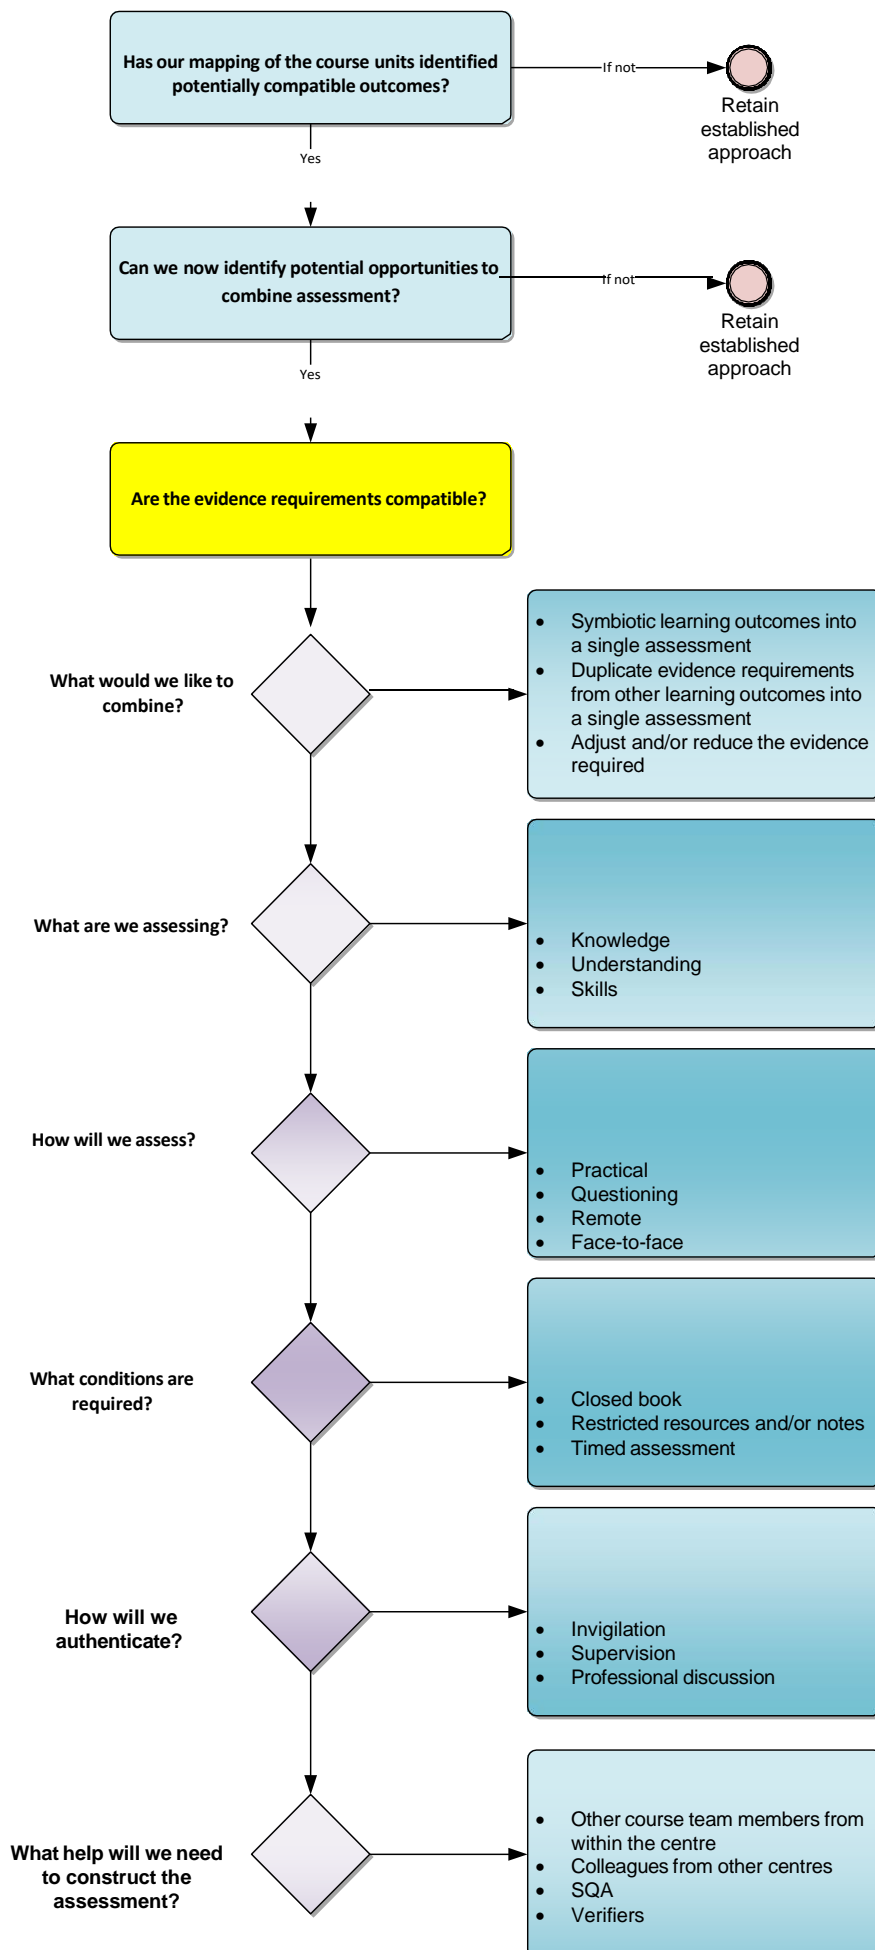 Has our mapping of the course units identified
potentially compatible outcomes?
If not
Retain
established
approach
Yes
Can we now identify potential opportunities to
combine assessment?
If not
Retain
established
approach
Yes
Are the evidence requirements compatible?
What would we like to
combine?
• Symbiotic learning outcomes into
a single assessment
• Duplicate evidence requirements
from other learning outcomes into
a single assessment
• Adjust and/or reduce the evidence
required
What are we assessing?
• Knowledge
• Understanding
• Skills
How will we assess?
• Practical
• Questioning
• Remote
• Face-to-face
What conditions are
required?
• Closed book
• Restricted resources and/or notes
• Timed assessment
How will we
authenticate?
• Invigilation
• Supervision
• Professional discussion
What help will we need
to construct the
assessment?
• Other course team members from
within the centre
• Colleagues from other centres
• SQA
• Verifiers